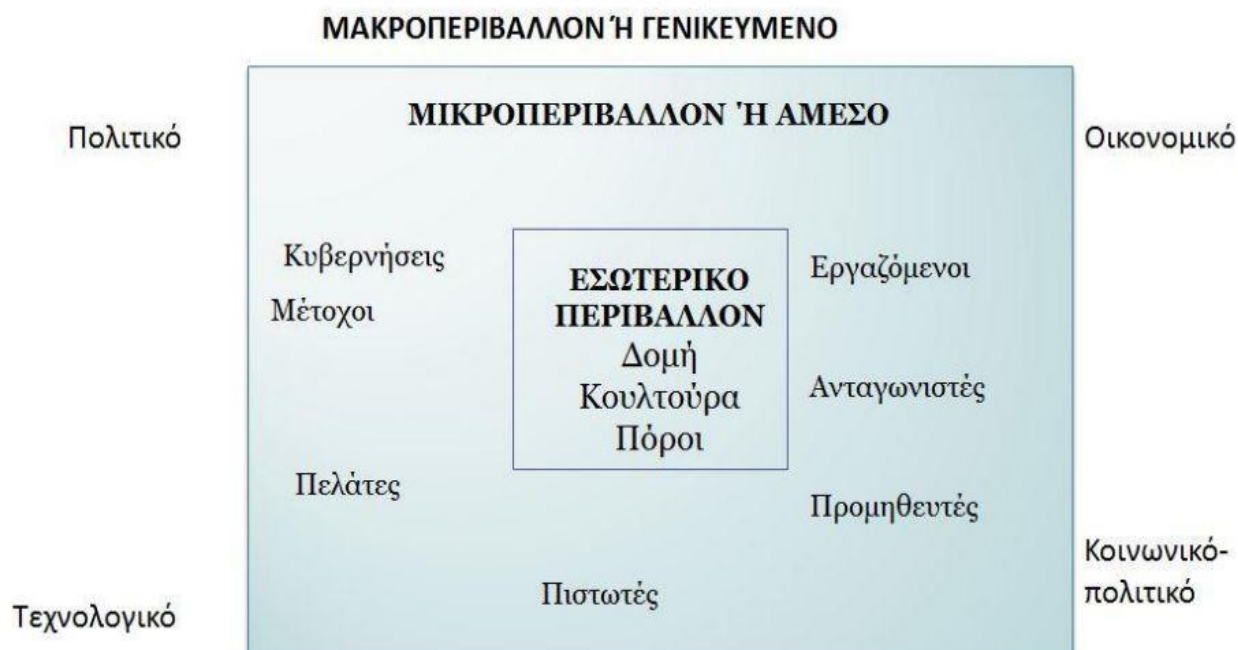 ΜΑΚΡΟΠΕΡΙΒΑΛΛΟΝ Ή ΓΕΝΙΚΕΥΜΕΝΟ
ΜΙΚΡΟΠΕΡΙΒΑΛΛΟΝ Ή ΑΜΕΣΟ
Πολιτικό
Οικονομικό
Κυβερνήσεις
Μέτοχοι
ΕΣΩΤΕΡΙΚΟ
ΠΕΡΙΒΑΛΛΟΝ
Δομή
Κουλτούρα
Πόροι
Εργαζόμενοι
Ανταγωνιστές
Πελάτες
Προμηθευτές
Πιστωτές
Τεχνολογικό
Κοινωνικό-
πολιτικό